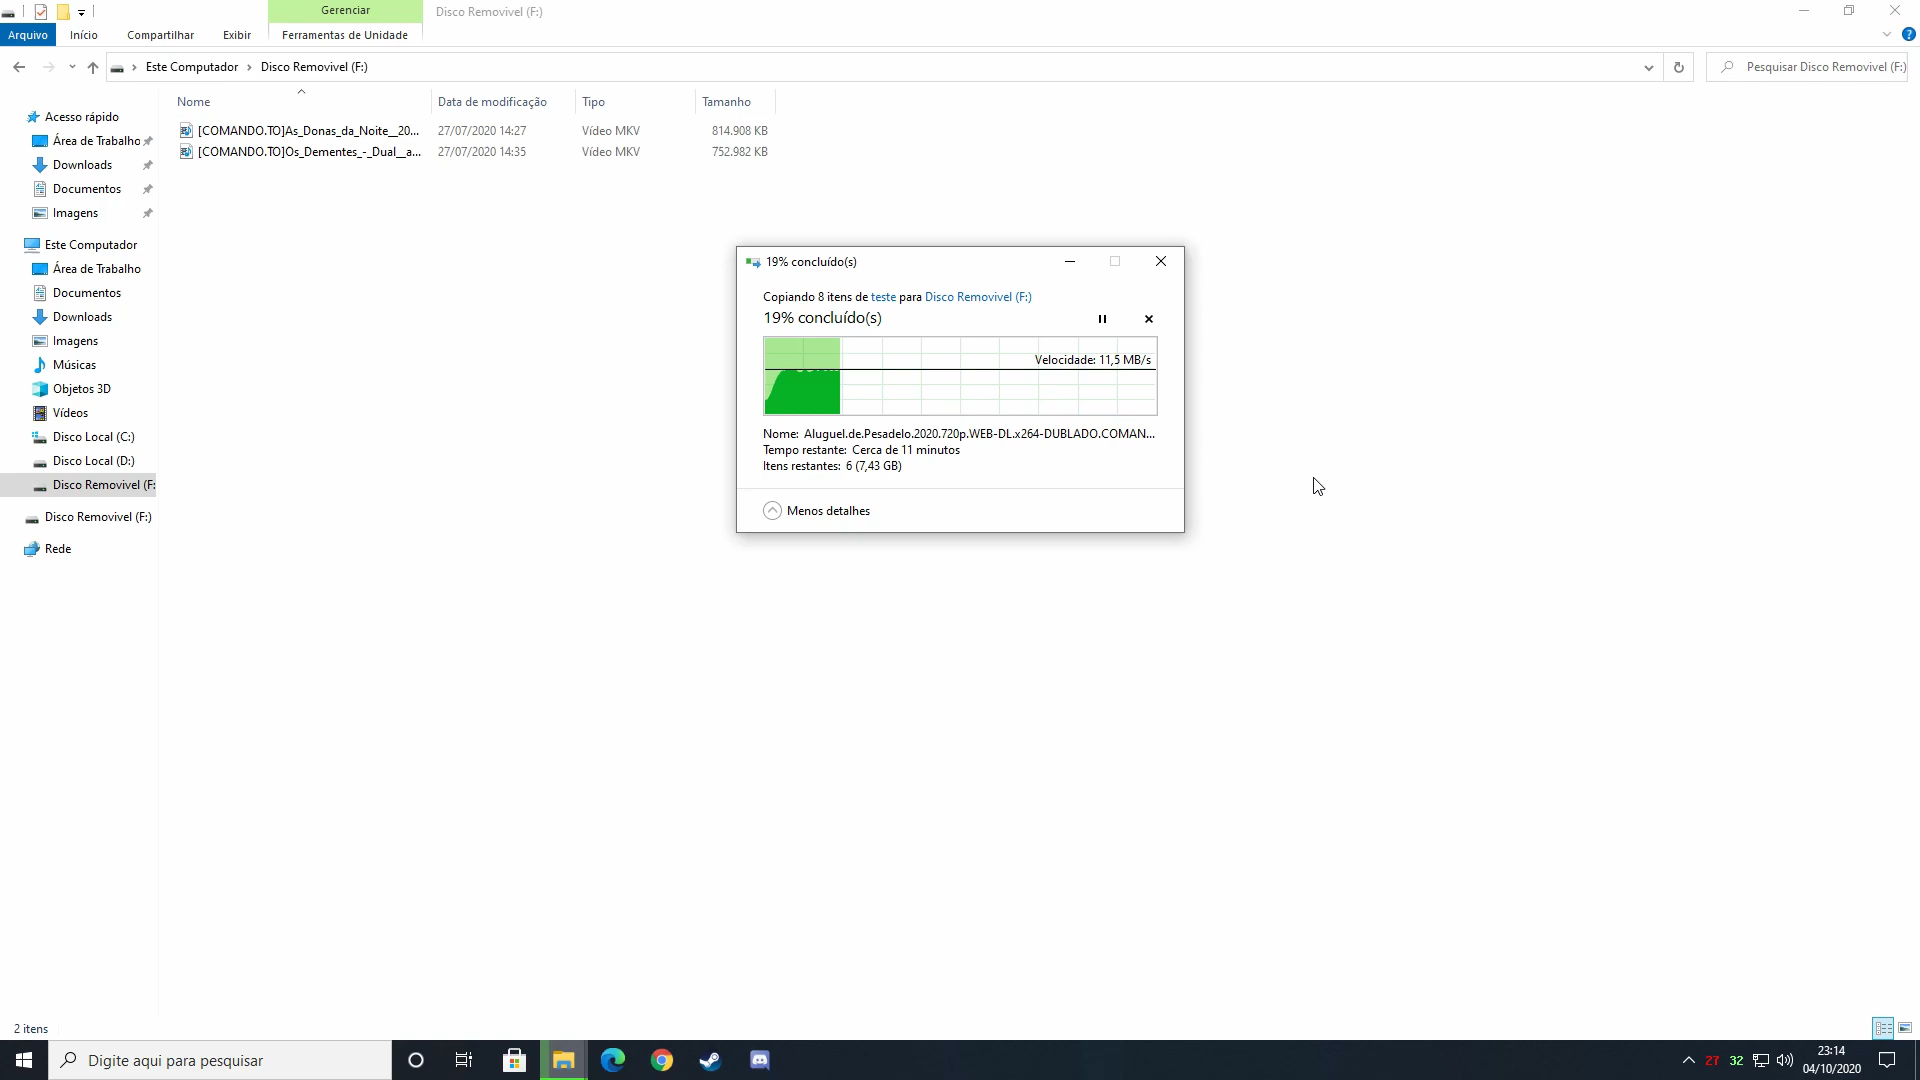 Gerenciar
Disco Removivel (F:)
Arquivo
Início
Compartilhar
Exibir
Ferramentas de Unidade
Este Computador
Disco Removivel (F:)
Pesquisar Disco Removivel (F:)
Nome
Data de modificação
Tipo
Tamanho
[COMANDO.TO]As_Donas_da_Noite__20... 27/07/2020 14:27 Vídeo MKV 814.908 KB
[COMANDO.TO]Os_Dementes_-_Dual__a... 27/07/2020 14:35 Vídeo MKV 752.982 KB
Acesso rápido
Área de Trabalho
Downloads
Documentos
Imagens
Este Computador
Área de Trabalho
Documentos
Downloads
Imagens
Músicas
Objetos 3D
Vídeos
Disco Local (C:)
Disco Local (D:)
Disco Removivel (F:
Disco Removivel (F:)
Rede
19% concluído(s)
Copiando 8 itens de teste para Disco Removivel (F:)
19% concluído(s)
Velocidade: 11,5 MB/s
Nome: Aluguel.de.Pesadelo.2020.720p.WEB-DL.x264-DUBLADO.COMAN...
Tempo restante: Cerca de 11 minutos
Itens restantes: 6 (7,43 GB)
Menos detalhes
2 itens
Digite aqui para pesquisar
27 32
23:14
04/10/2020